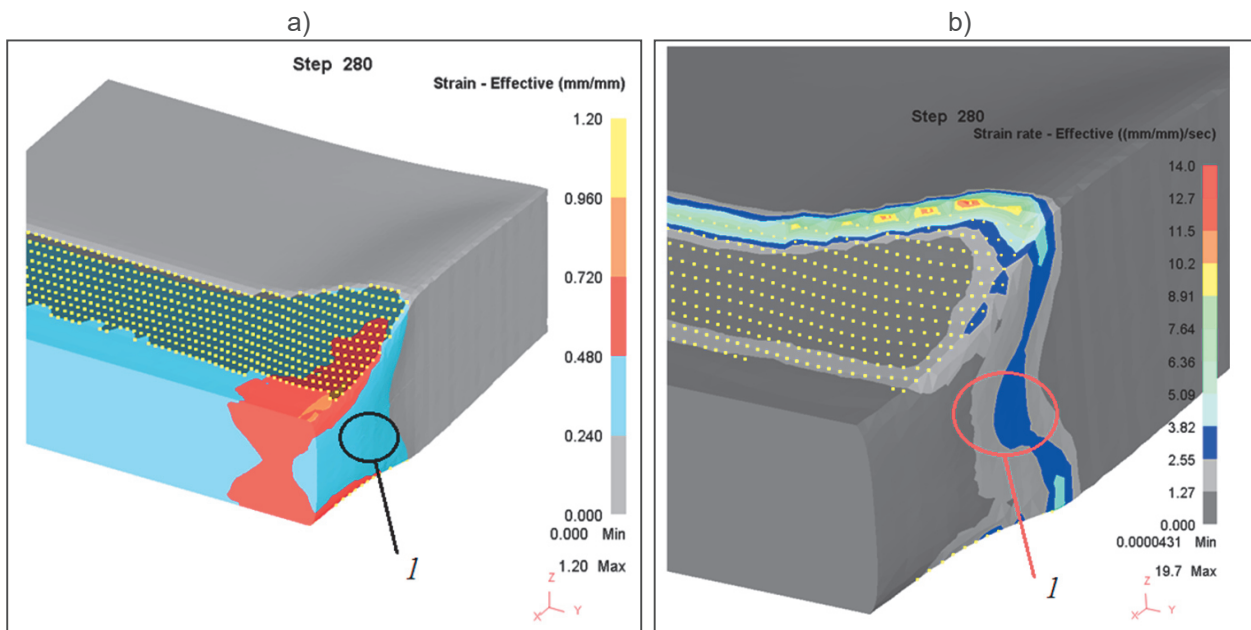 a)
Step 280
Strain - Effective (mm/mm)
1.20
0.960
0.720
0.480
0.240
0.000
0.000 Min
1.20 Max
1
Z
X Y
b)
Step 280
Strain rate - Effective ((mm/mm)/sec)
14.0
12.7
11.5
10.2
8.91
7.64
6.36
5.09
3.82
2.55
1.27
0.000
0.0000431 Min
19.7 Max
1
Z
X Y